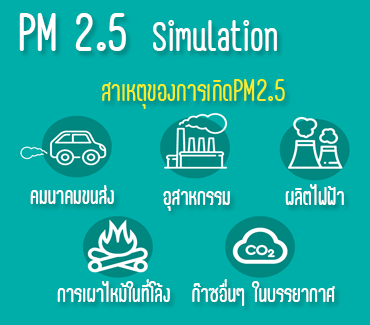 PM 2.5 Simulation
สาเหตุของการเกิดPM2.5
คมนาคมขนส่ง อุสาหกรรม ผลิตไฟฟ้า
CO2
การเผาไหม้ในที่โล่ง ก๊าซอื่นๆ ในบรรยากาศ